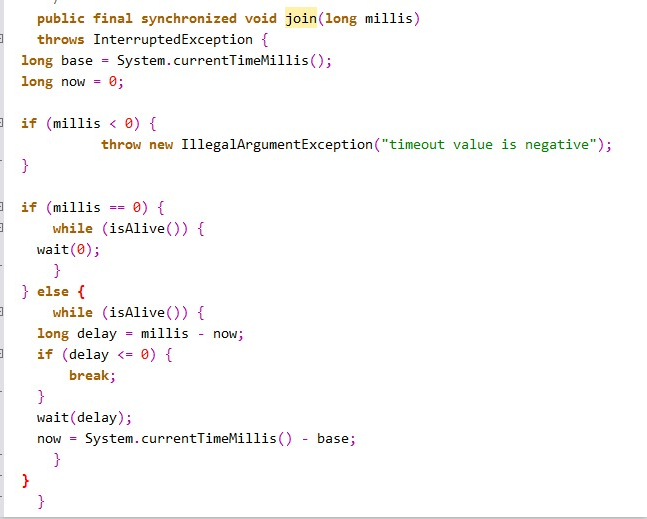 public final synchronized void join(long millis)
throws InterruptedException {
long base = System.currentTimeMillis();
long now = 0;
if (millis < 0) {
throw new IllegalArgumentException("timeout value is negative");
}
if (millis == 0) {
while (isAlive()) {
wait(0);
}
} else {
while (isAlive()) {
long delay = millis - now;
if (delay <= 0) {
break;
}
wait(delay);
now = System.currentTimeMillis() - base;
}
}
}